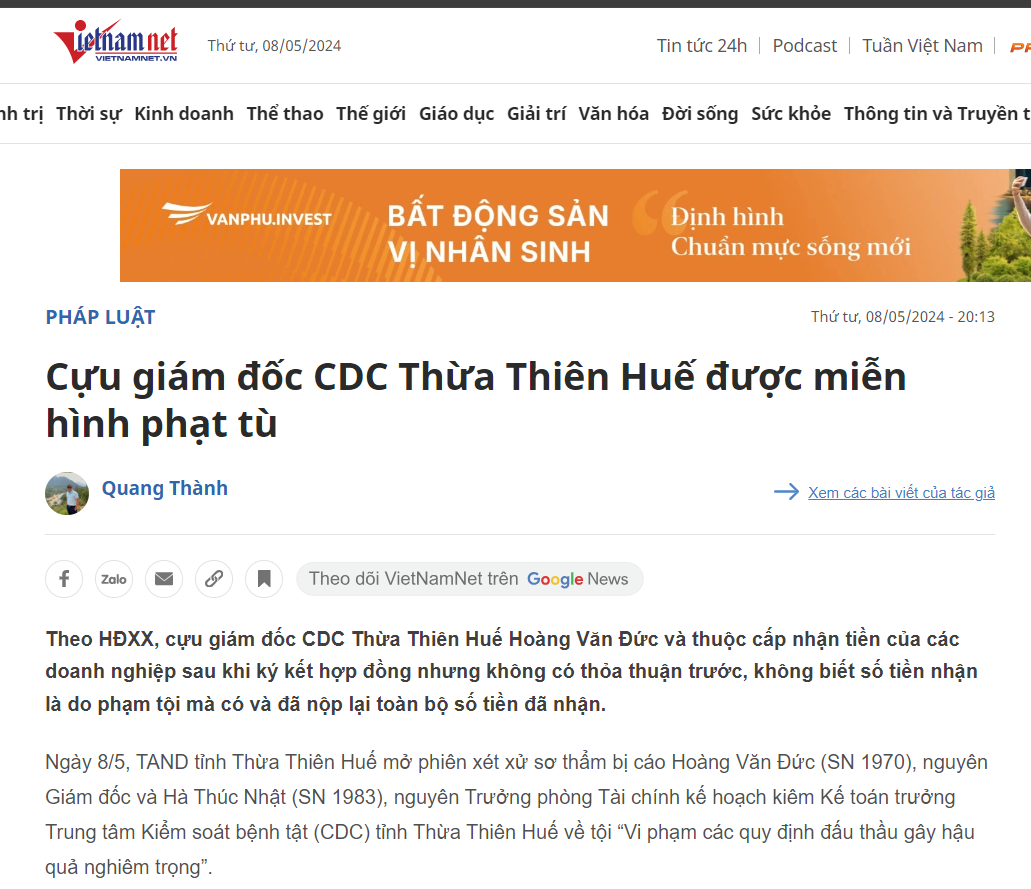 Vietnamnet
VIETNAMNET.VN
Thứ tư, 08/05/2024
Tin tức 24h
Podcast
Tuần Việt Nam
nh trị Thời sự Kinh doanh Thể thao Thế giới Giáo dục Giải trí Văn hóa Đời sống Sức khỏe Thông tin và Truyền t
VANPHU.INVEST
BẤT ĐỘNG SẢN
VỊ NHÂN SINH
Định hình
Chuẩn mực sống mới
PHÁP LUẬT
Thứ tư, 08/05/2024 - 20:13
Cựu giám đốc CDC Thừa Thiên Huế được miễn
hình phạt tù
Quang Thành
Xem các bài viết của tác giả
Zalo
Theo dõi VietNamNet trên Google News
Theo HĐXX, cựu giám đốc CDC Thừa Thiên Huế Hoàng Văn Đức và thuộc cấp nhận tiền của các
doanh nghiệp sau khi ký kết hợp đồng nhưng không có thỏa thuận trước, không biết số tiền nhận
là do phạm tội mà có và đã nộp lại toàn bộ số tiền đã nhận.
Ngày 8/5, TAND tỉnh Thừa Thiên Huế mở phiên xét xử sơ thẩm bị cáo Hoàng Văn Đức (SN 1970), nguyên
Giám đốc và Hà Thúc Nhật (SN 1983), nguyên Trưởng phòng Tài chính kế hoạch kiêm Kế toán trưởng
Trung tâm Kiểm soát bệnh tật (CDC) tỉnh Thừa Thiên Huế về tội “Vi phạm các quy định đấu thầu gây hậu
quả nghiêm trọng”.